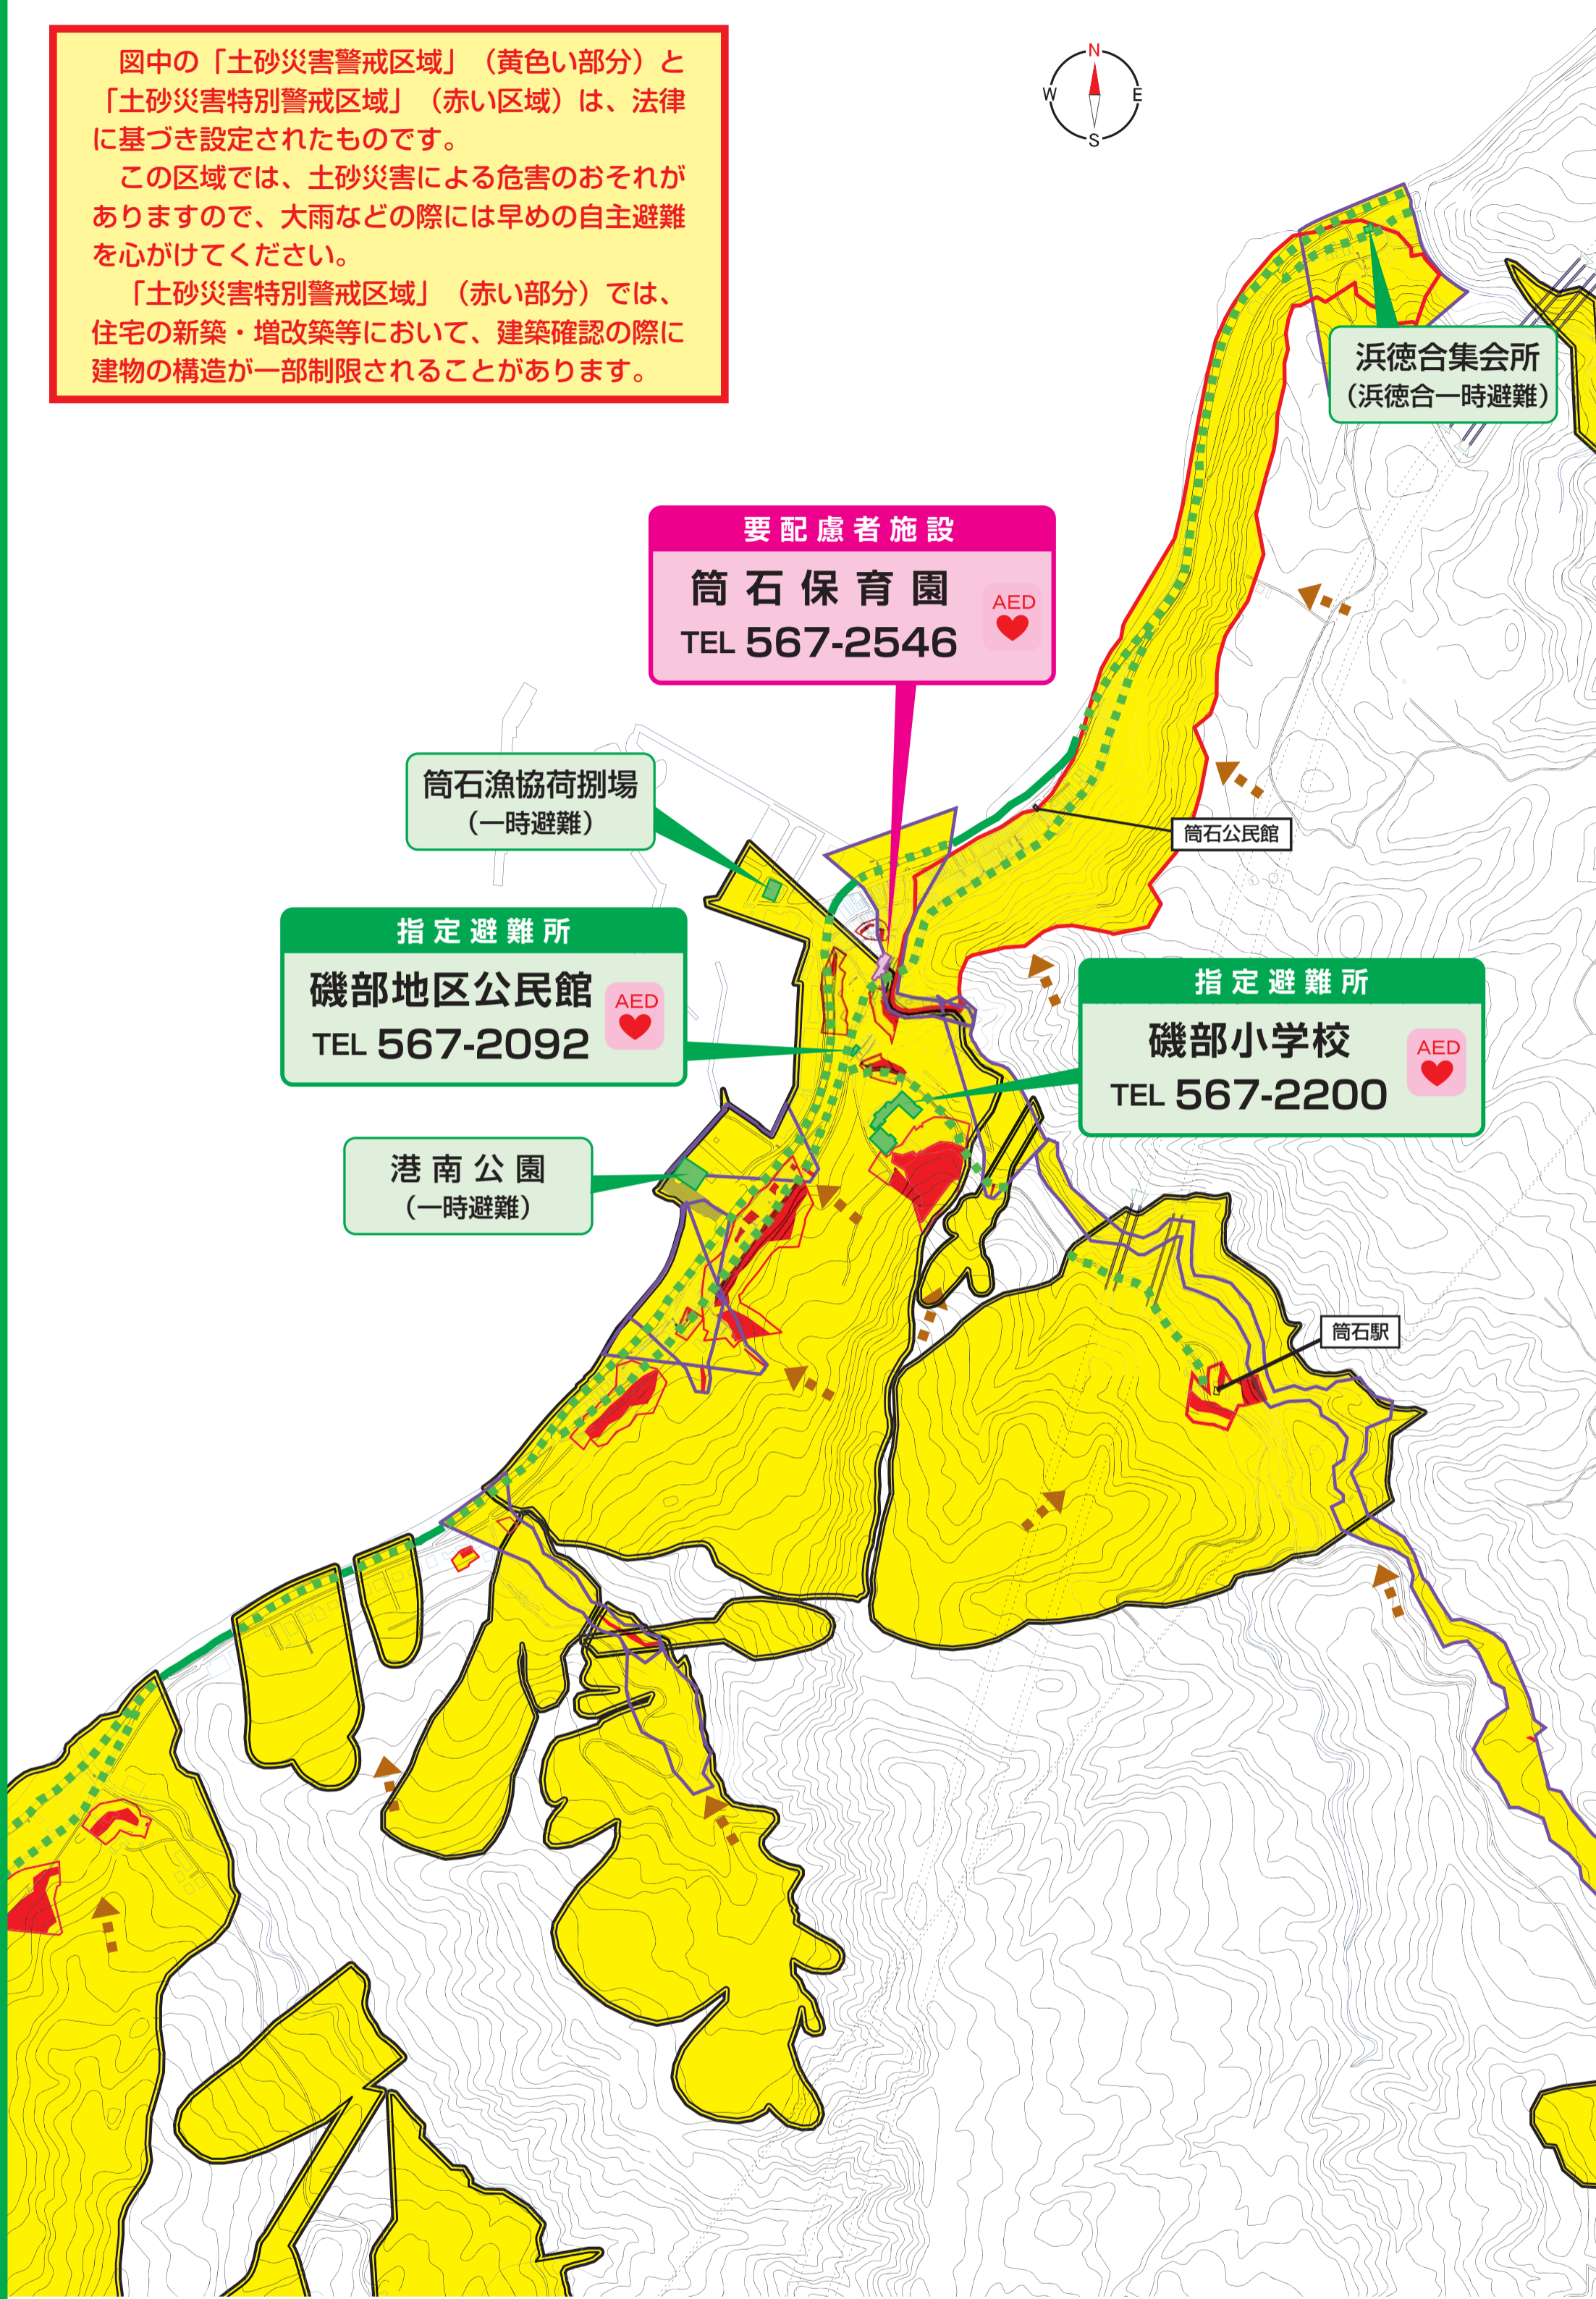 図中の「土砂災害警戒区域」（黄色い部分）と
「土砂災害特別警戒区域」（赤い区域）は、法律
に基づき設定されたものです。
この区域では、土砂災害による危害のおそれが
ありますので、大雨などの際には早めの自主避難
を心がけてください。
「土砂災害特別警戒区域」（赤い部分）では、
住宅の新築・増改築等において、建築確認の際に
建物の構造が一部制限されることがあります。
N
W E
S
浜徳合集会所
（浜徳合一時避難）
要配慮者施設
筒石保育園
TEL 567-2546
AED
筒石漁協荷捌場
（一時避難）
筒石公民館
指定避難所
磯部地区公民館
TEL 567-2092
AED
指定避難所
磯部小学校
TEL 567-2200
AED
港南公園
（一時避難）
筒石駅